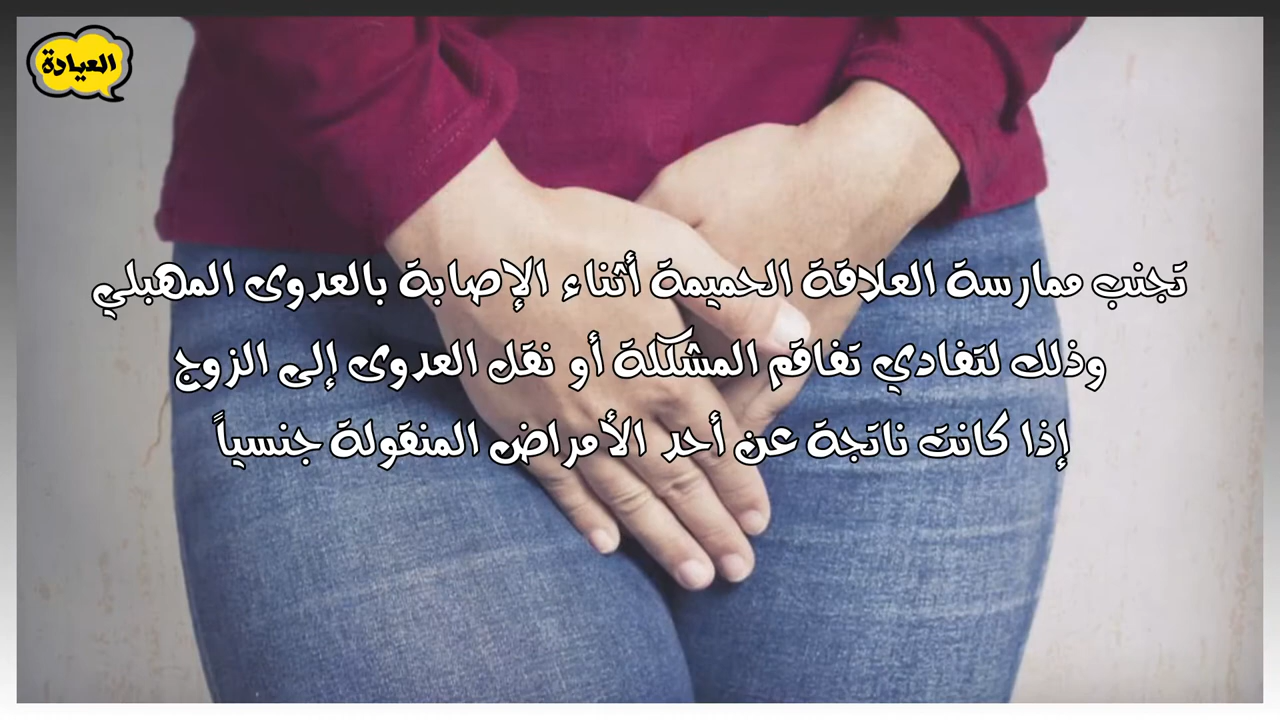 العيادة
تجنب ممارسة العلاقة الحميمة أثناء الإصابة بالعدوى المهبلي
وذلك لتفادي تفاقم المشكلة أو نقل العدوى إلى الزوج
إذا كانت ناتجة عن أحد الأمراض المنقولة جنسياً